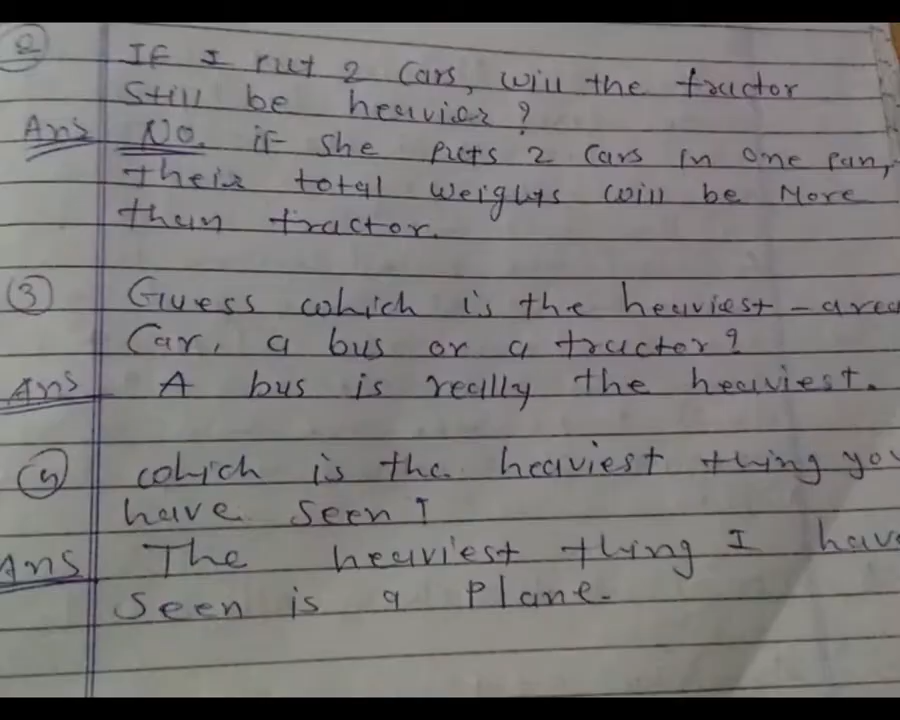 ② If I put 2 Cars, will the tractor
Still be heavier?
Ans No. if she puts 2 Cars in one pan,
their total weights will be More
than tractor.
③ Guess which is the heaviest - a real
Car, a bus or a tractor?
Ans A bus is really the heaviest.
④ which is the heaviest thing you
have seen?
Ans The heaviest thing I have
Seen is a Plane.